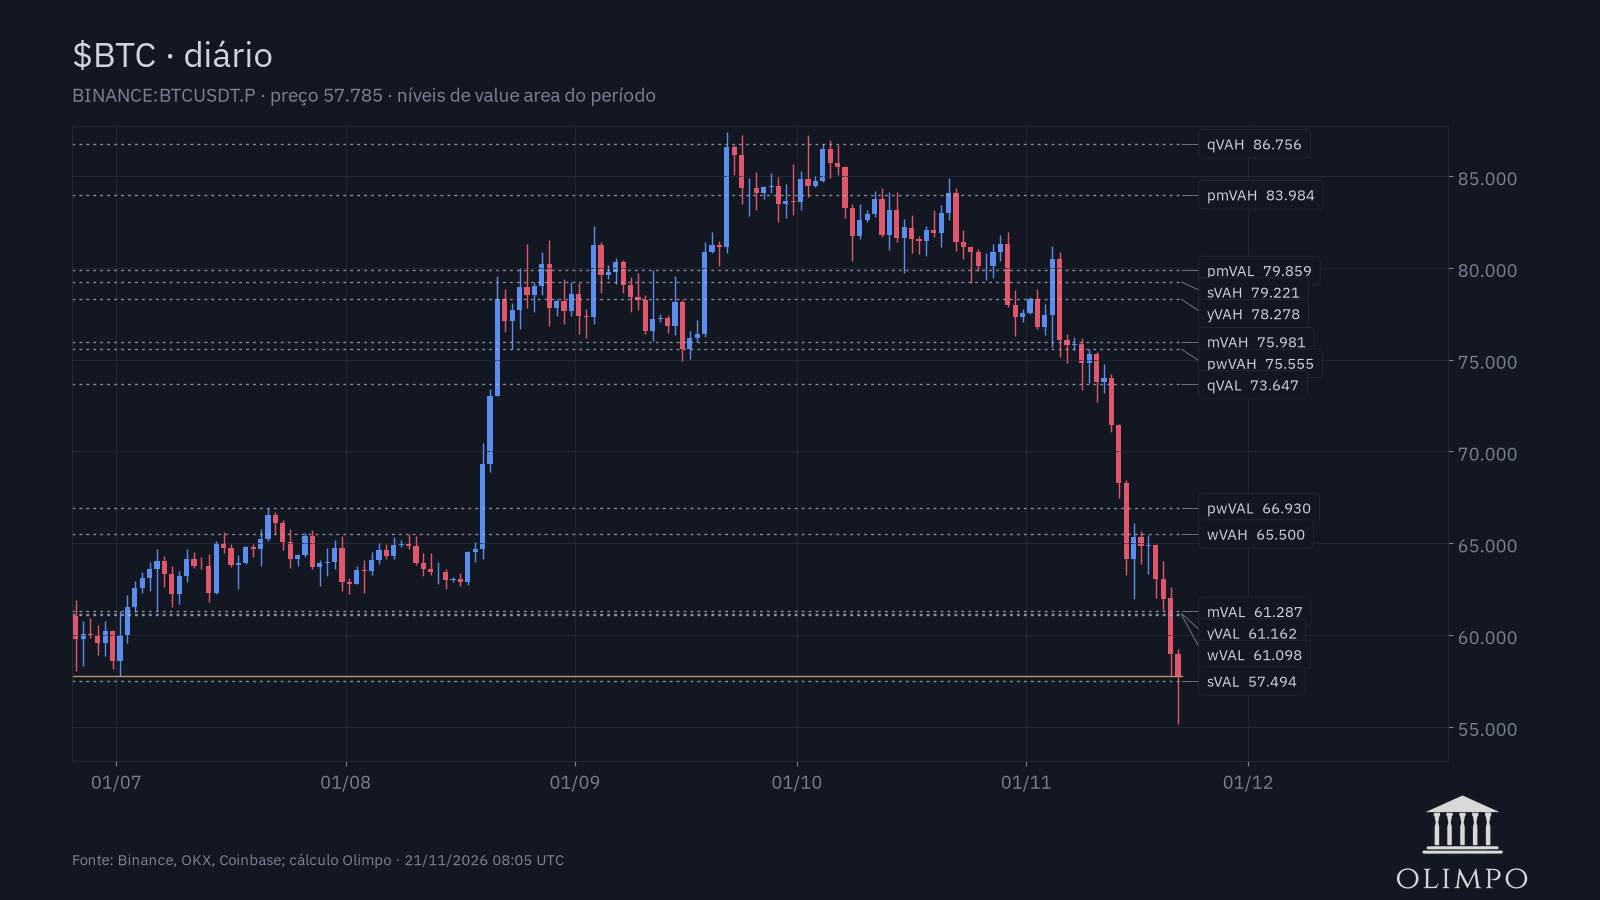 $BTC · diário
BINANCE:BTCUSDT.P · preço 57.785 · níveis de value area do período
qVAH 86.756
85.000
pmVAH 83.984
pmVAL 79.859
80.000
sVAH 79.221
yVAH 78.278
mVAH 75.981
pwVAH 75.555
75.000
qVAL 73.647
70.000
pwVAL 66.930
wVAH 65.500
65.000
mVAL 61.287
yVAL 61.162
60.000
wVAL 61.098
sVAL 57.494
55.000
01/07 01/08 01/09 01/10 01/11 01/12
Fonte: Binance, OKX, Coinbase; cálculo Olimpo · 21/11/2026 08:05 UTC
OLIMPO